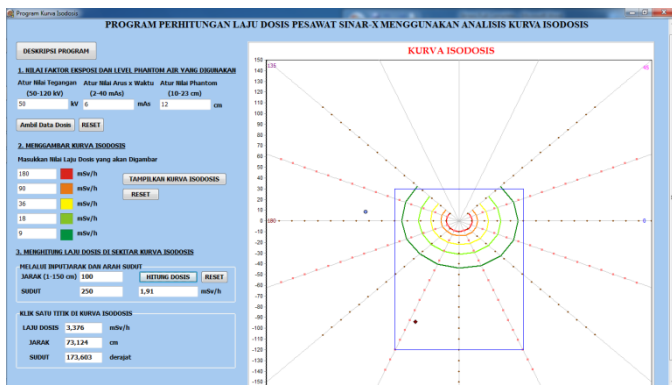 Program Kurva Isodosis
PROGRAM PERHITUNGAN LAJU DOSIS PESAWAT SINAR-X MENGGUNAKAN ANALISIS KURVA ISODOSIS
DESKRIPSI PROGRAM
1. NILAI FAKTOR EKSPOSI DAN LEVEL PHANTOM AIR YANG DIGUNAKAN
Atur Nilai Tegangan Atur Nilai Arus x Waktu Atur Nilai Phantom
(50-120 kV) (2-40 mAs) (10-23 cm)
50 kV 6 mAs 12 cm
Ambil Data Dosis RESET
2. MENGGAMBAR KURVA ISODOSIS
Masukkan Nilai Laju Dosis yang akan Digambar
180 mSv/h
90 mSv/h
36 mSv/h
18 mSv/h
9 mSv/h
TAMPILKAN KURVA ISODOSIS
RESET
3. MENGHITUNG LAJU DOSIS DI SEKITAR KURVA ISODOSIS
MELALUI INPUT JARAK DAN ARAH SUDUT
JARAK (1-150 cm) 100 HITUNG DOSIS RESET
SUDUT 250 1,91 mSv/h
KLIK SATU TITIK DI KURVA ISODOSIS
LAJU DOSIS 3,376 mSv/h
JARAK 73,124 cm
SUDUT 173,603 derajat
KURVA ISODOSIS
150
140
130
120
110
100
90
80
70
60
50
40
30
20
10
0
-10
-20
-30
-40
-50
-60
-70
-80
-90
-100
-110
-120
-130
-140
-150
135
45
180
0